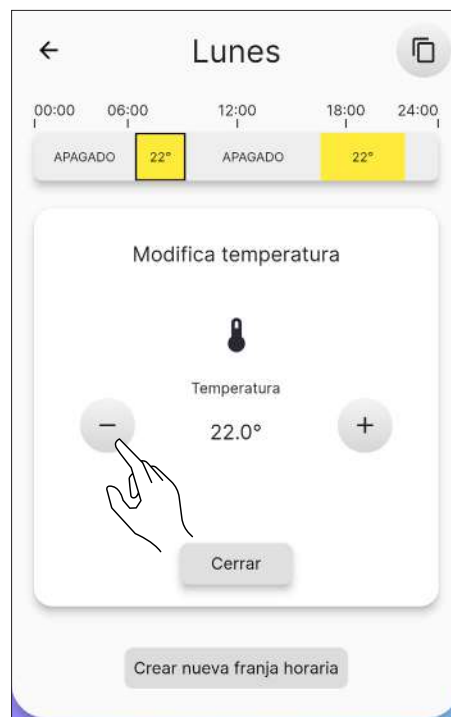 Lunes
00:00 06:00 12:00 18:00 24:00
APAGADO 22° APAGADO 22°
Modifica temperatura
Temperatura
− 22.0° +
Cerrar
Crear nueva franja horaria